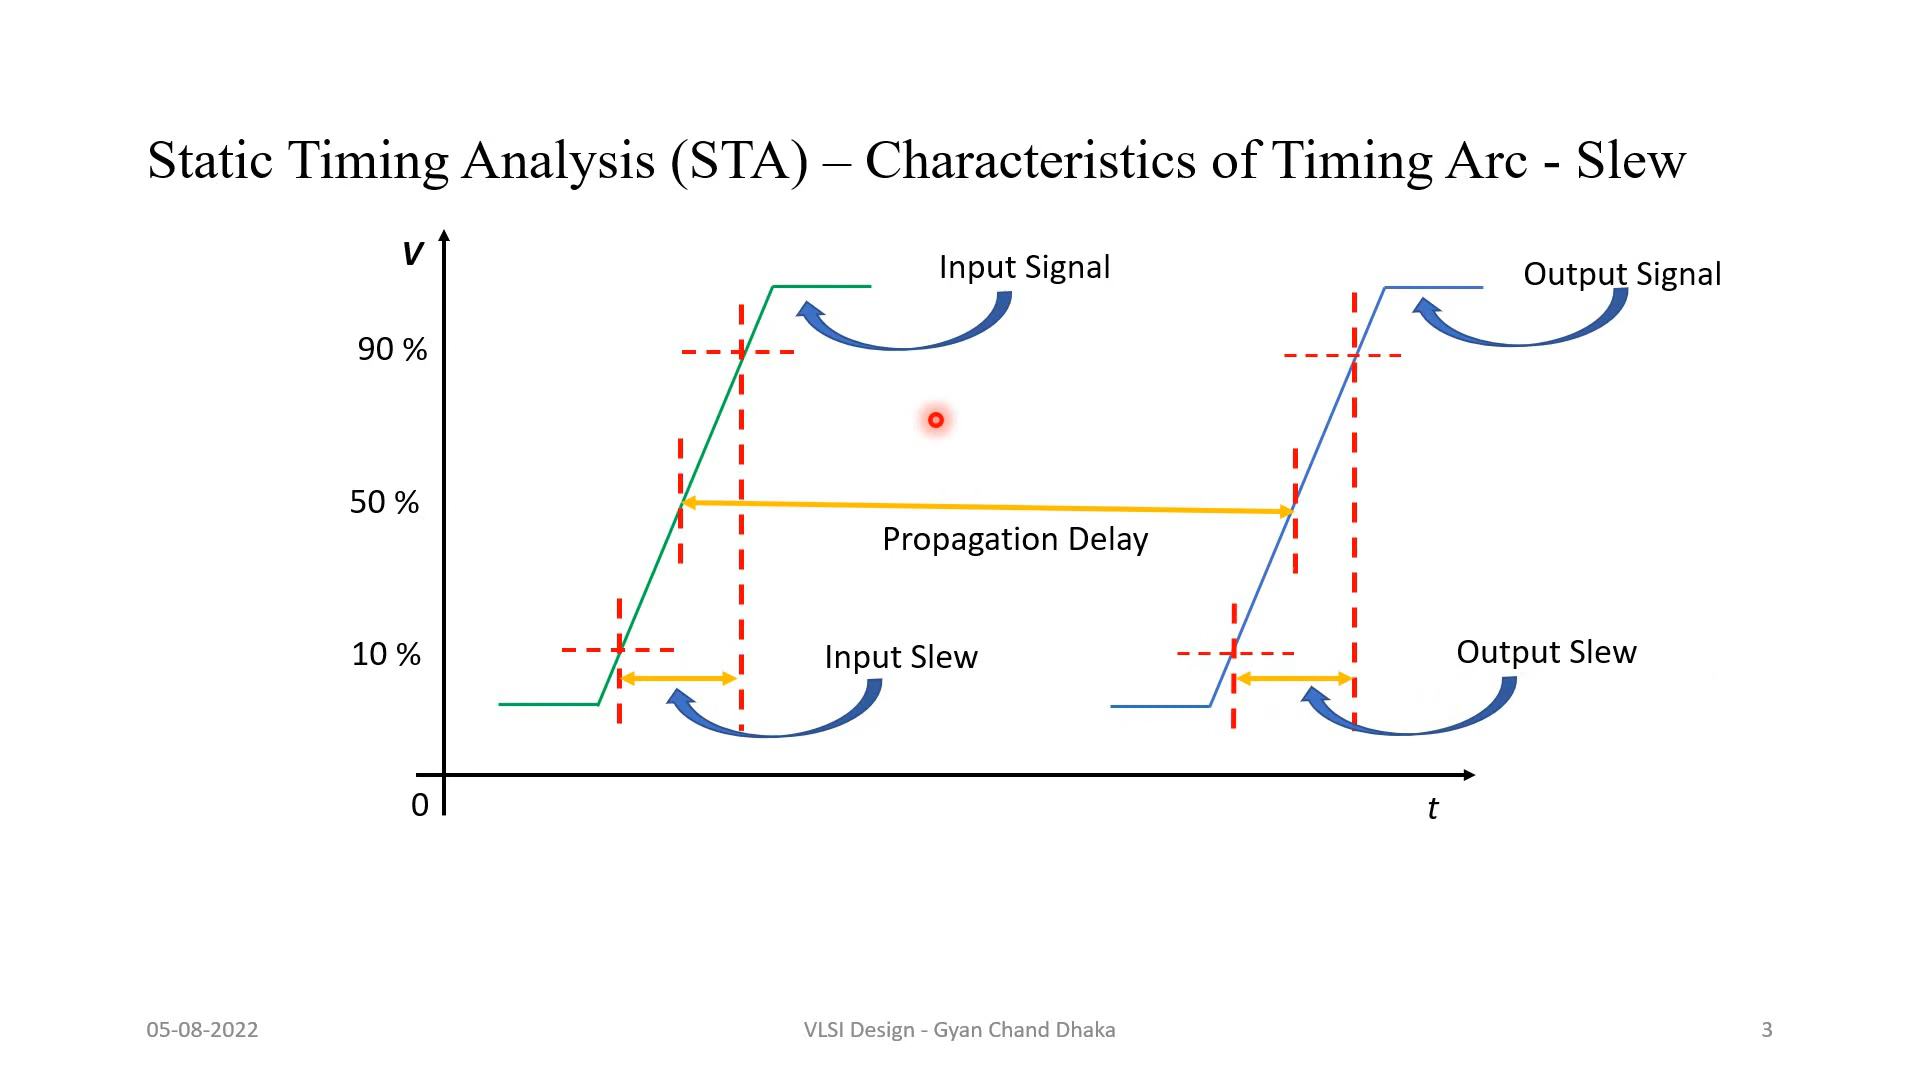 Static Timing Analysis (STA) – Characteristics of Timing Arc - Slew
V
Input Signal
Output Signal
90 %
50 %
Propagation Delay
10 %
Input Slew
Output Slew
0
t
05-08-2022
VLSI Design - Gyan Chand Dhaka
3